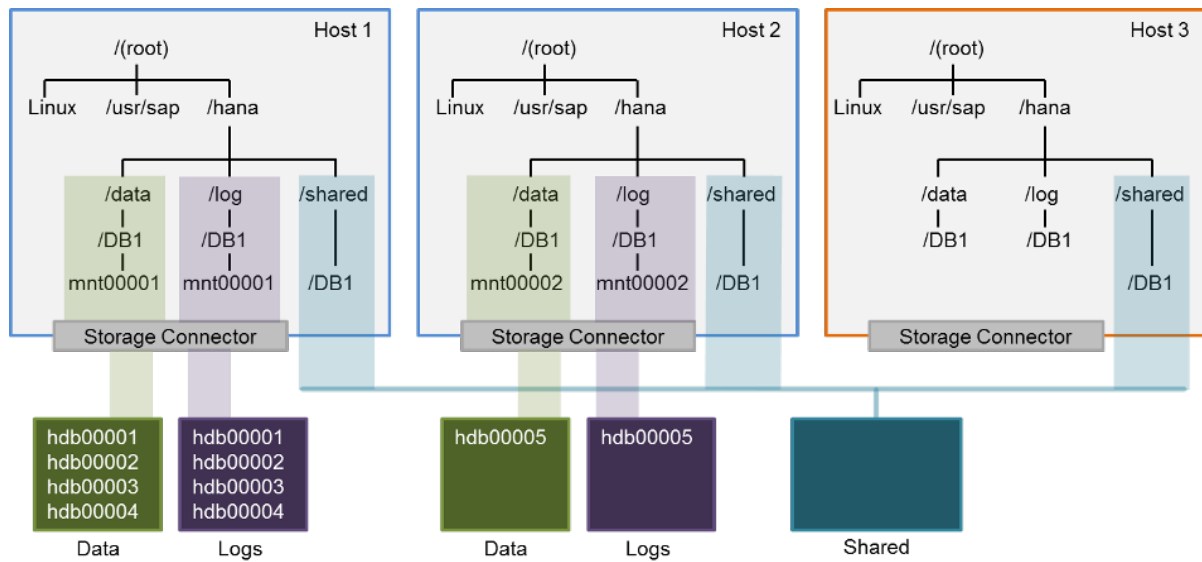 Host 1
/(root)
Linux
/usr/sap
/hana
/data
/log
/shared
/DB1
/DB1
mnt00001
mnt00001
/DB1
Storage Connector
Host 2
/(root)
Linux
/usr/sap
/hana
/data
/log
/shared
/DB1
/DB1
mnt00002
mnt00002
/DB1
Storage Connector
Host 3
/(root)
Linux
/usr/sap
/hana
/data
/log
/shared
/DB1
/DB1
/DB1
Storage Connector
hdb00001
hdb00002
hdb00003
hdb00004
Data
hdb00001
hdb00002
hdb00003
hdb00004
Logs
hdb00005
Data
hdb00005
Logs
Shared